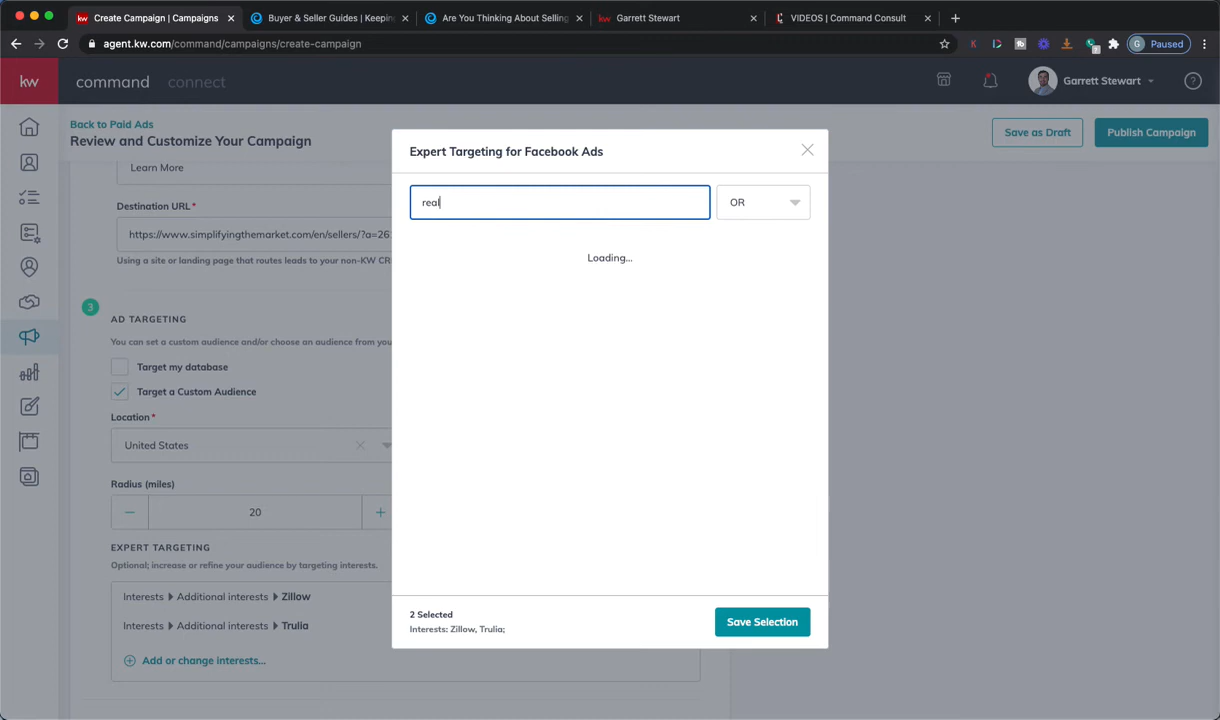 Create Campaign | Campaigns
Buyer & Seller Guides | Keepin
Are You Thinking About Selling
kw Garrett Stewart
VIDEOS | Command Consult
agent.kw.com/command/campaigns/create-campaign
G Paused
kw command connect
Garrett Stewart
?
Back to Paid Ads
Review and Customize Your Campaign
Save as Draft
Publish Campaign
Learn More
Destination URL*
https://www.simplifyingthemarket.com/en/sellers/?a=26
Using a site or landing page that routes leads to your non-KW CR
3
AD TARGETING
You can set a custom audience and/or choose an audience from you
Target my database
Target a Custom Audience
Location*
United States
Radius (miles)
20
EXPERT TARGETING
Optional; increase or refine your audience by targeting interests.
Interests Additional interests Zillow
Interests Additional interests Trulia
Add or change interests...
Expert Targeting for Facebook Ads
real
OR
Loading...
2 Selected
Interests: Zillow, Trulia;
Save Selection